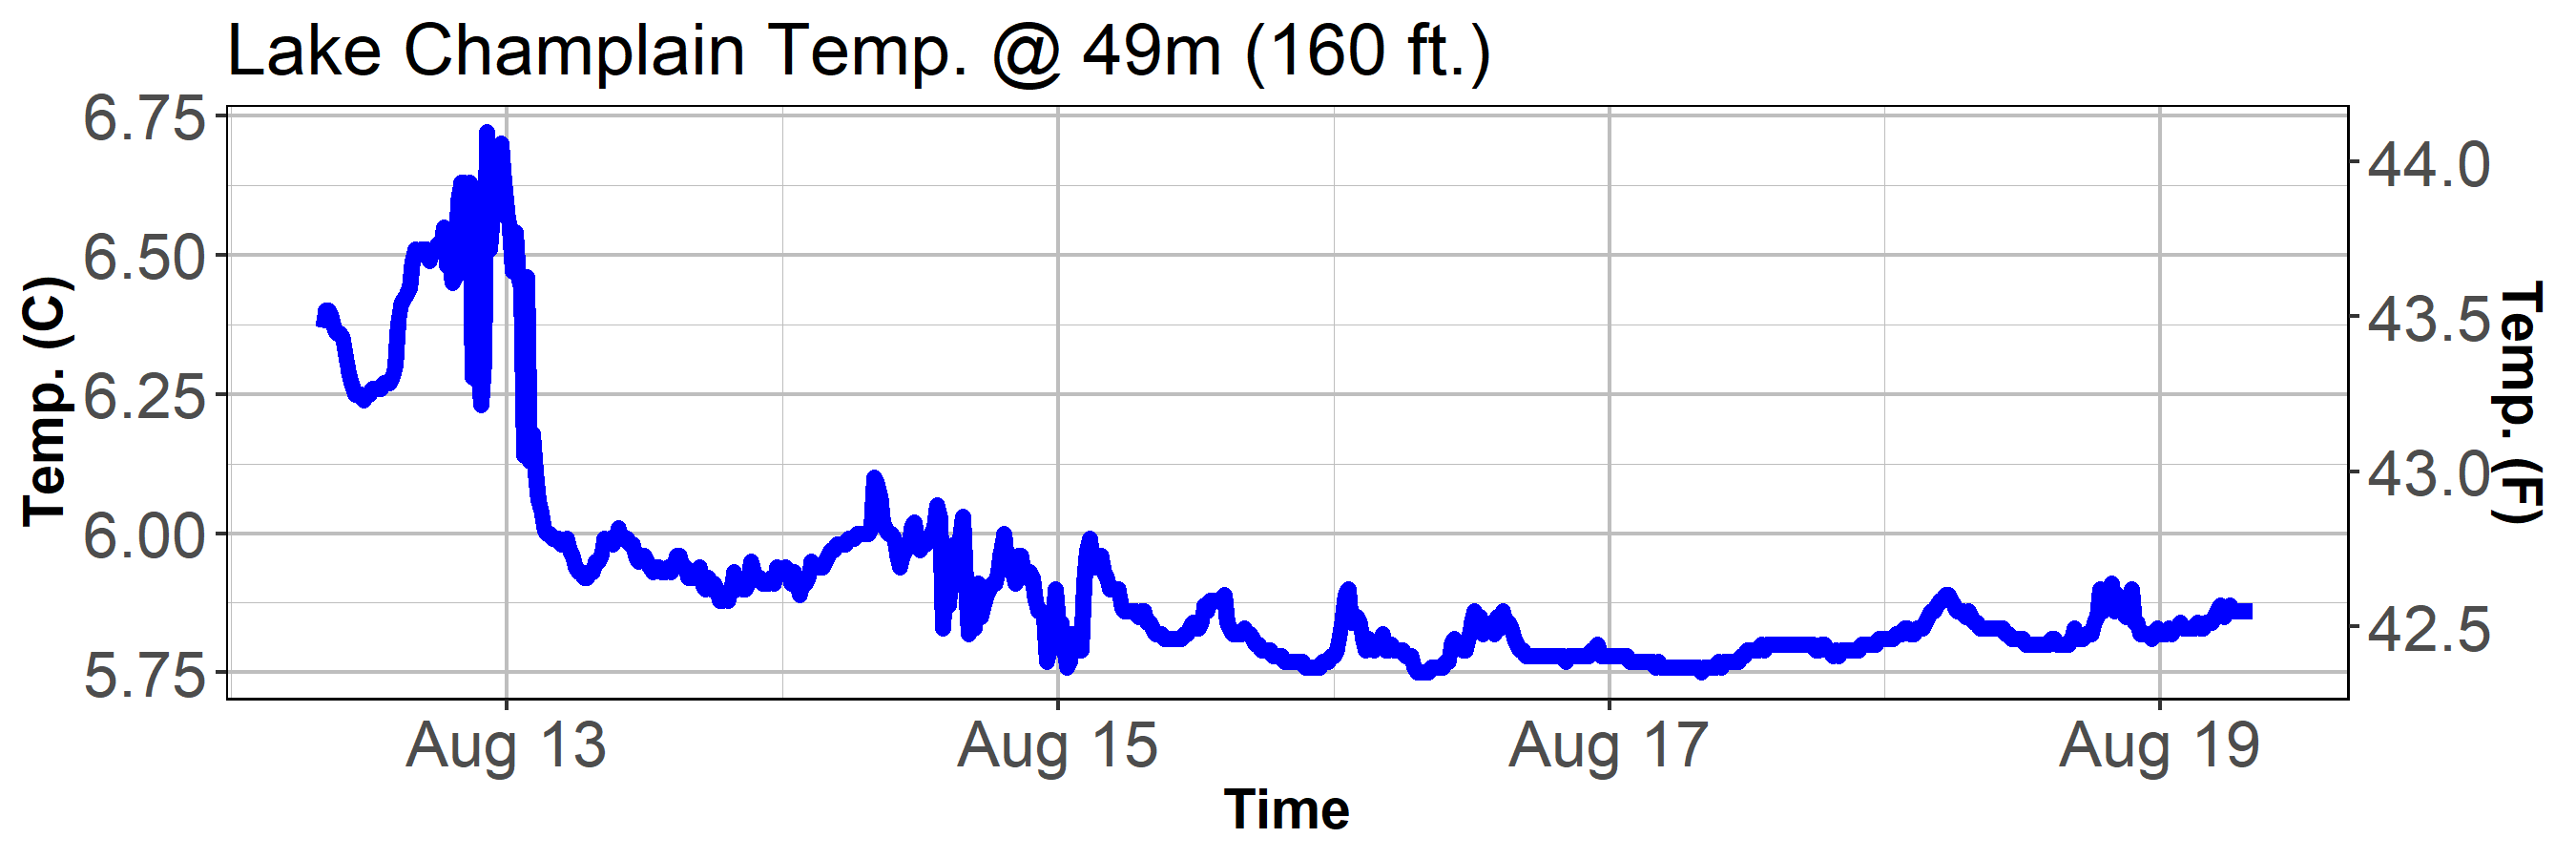 Lake Champlain Temp. @ 49m (160 ft.)
6.75
6.50
6.25
6.00
5.75
Temp. (C)
44.0
43.5
43.0
42.5
Temp. (F)
Aug 13 Aug 15 Aug 17 Aug 19
Time